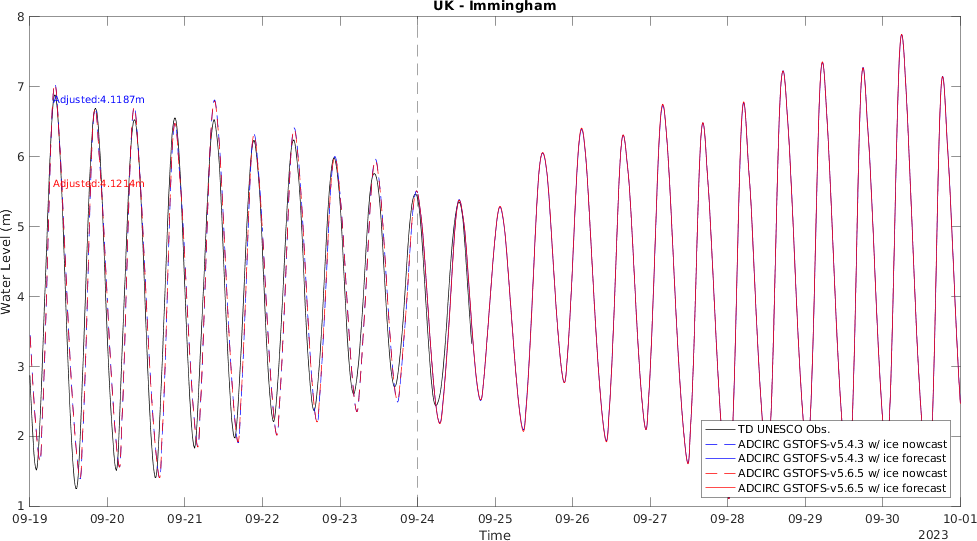 UK - Immingham
8
7
6
5
4
3
2
1
Water Level (m)
Adjusted:4.1187m
Adjusted:4.1214m
TD UNESCO Obs.
ADCIRC GSTOFS-v5.4.3 w/ ice nowcast
ADCIRC GSTOFS-v5.4.3 w/ ice forecast
ADCIRC GSTOFS-v5.6.5 w/ ice nowcast
ADCIRC GSTOFS-v5.6.5 w/ ice forecast
09-19 09-20 09-21 09-22 09-23 09-24 09-25 09-26 09-27 09-28 09-29 09-30 10-01
Time
2023